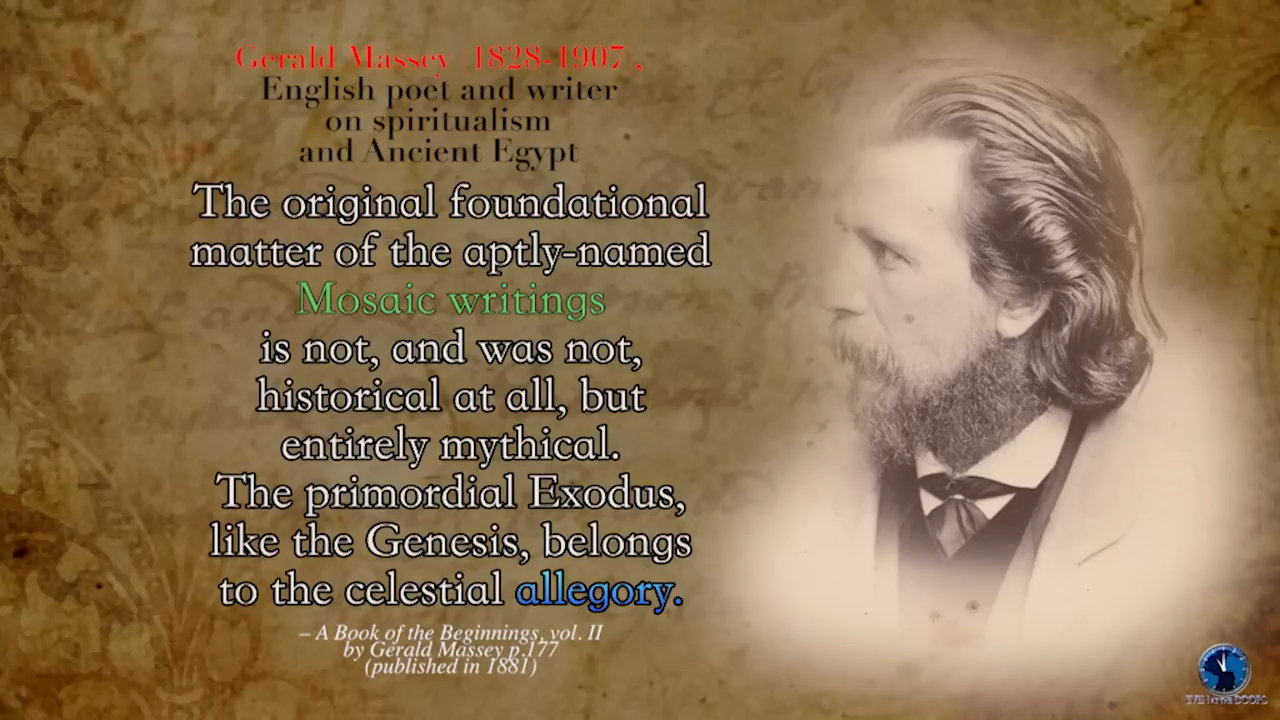 Gerald Massey (1828-1907),
English poet and writer
on spiritualism
and Ancient Egypt
The original foundational
matter of the aptly-named
Mosaic writings
is not, and was not,
historical at all, but
entirely mythical.
The primordial Exodus,
like the Genesis, belongs
to the celestial allegory.
– A Book of the Beginnings, vol. II
by Gerald Massey p.177
(published in 1881)